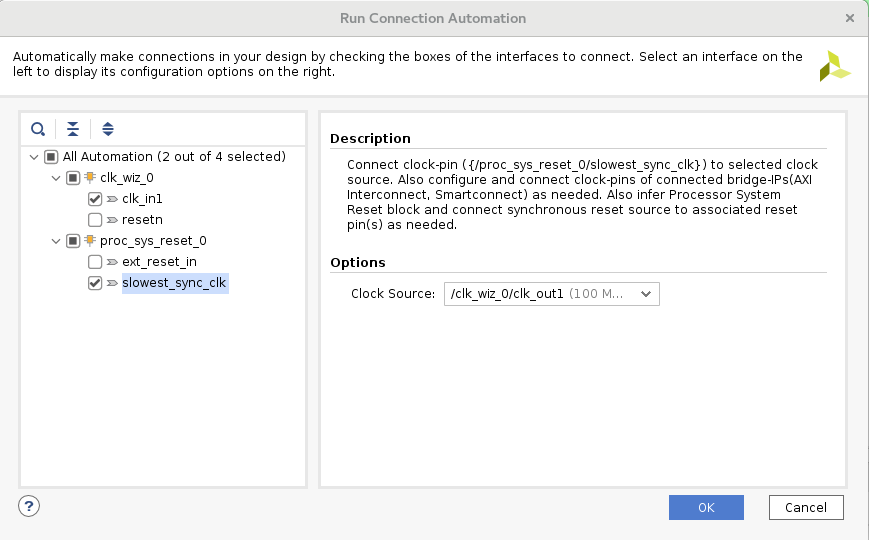 Run Connection Automation
Automatically make connections in your design by checking the boxes of the interfaces to connect. Select an interface on the
left to display its configuration options on the right.
All Automation (2 out of 4 selected)
clk_wiz_0
clk_in1
resetn
proc_sys_reset_0
ext_reset_in
slowest_sync_clk
Description
Connect clock-pin ({/proc_sys_reset_0/slowest_sync_clk}) to selected clock
source. Also configure and connect clock-pins of connected bridge-IPs(AXI
Interconnect, Smartconnect) as needed. Also infer Processor System
Reset block and connect synchronous reset source to associated reset
pin(s) as needed.
Options
Clock Source: /clk_wiz_0/clk_out1 (100 M...
?
OK
Cancel